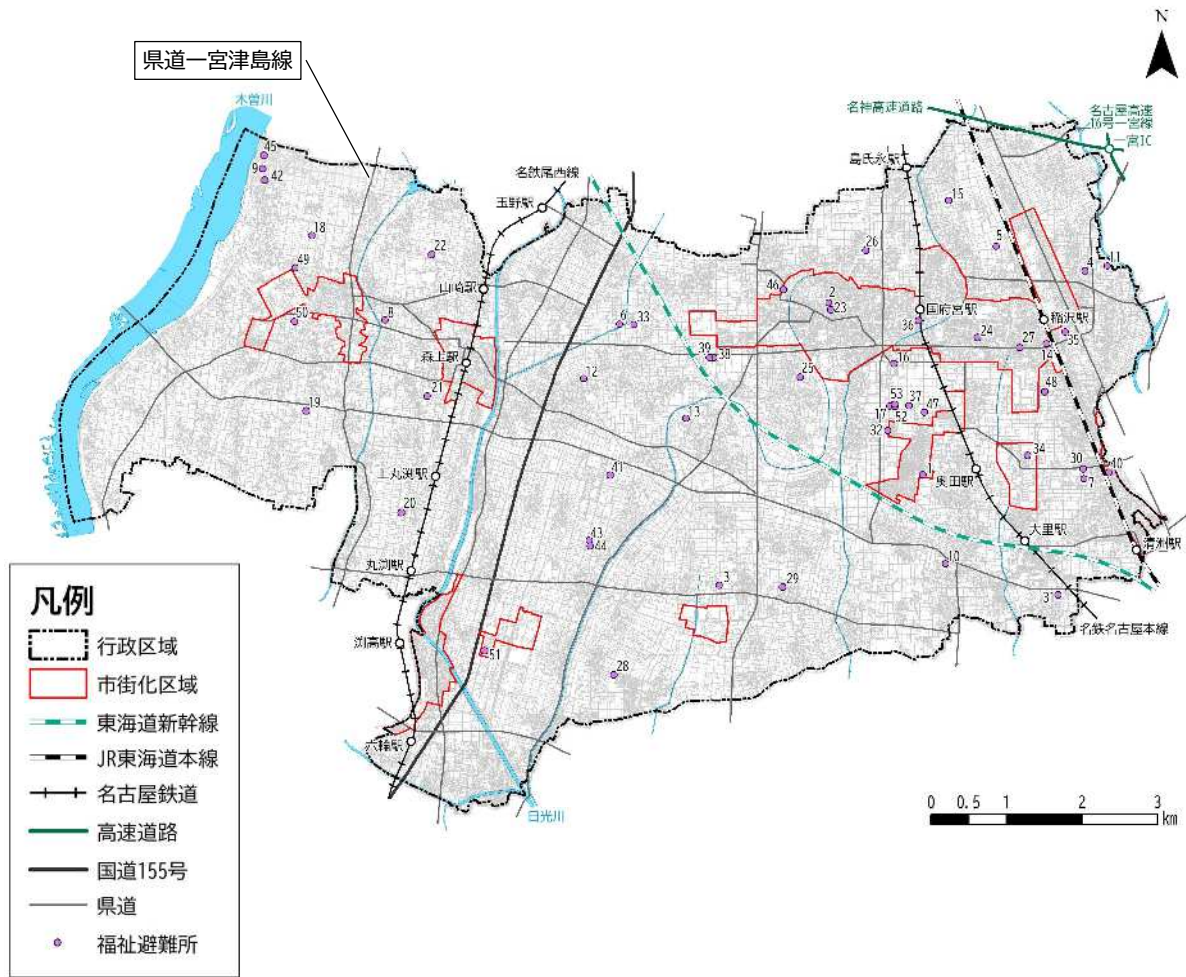 県道一宮津島線
N
木曽川
名神高速道路
名古屋高速
16号一宮線
一宮IC
島氏永駅
名鉄尾西線
玉野駅
45
9
42
15
18
22
26
5
4
11
49
山崎駅
46
2
23
国府宮駅
稲沢駅
50
8
6
33
36
24
27
35
14
森上駅
39
38
16
12
25
21
48
19
13
53
37
17
52
47
32
34
上丸渕駅
41
1
奥田駅
30
7
40
20
43
44
大里駅
清洲駅
丸渕駅
3
29
10
31
名鉄名古屋本線
渕高駅
51
28
六輪駅
日光川
凡例
行政区域
市街化区域
東海道新幹線
JR東海道本線
名古屋鉄道
高速道路
国道155号
県道
福祉避難所
0 0.5 1 2 3
km